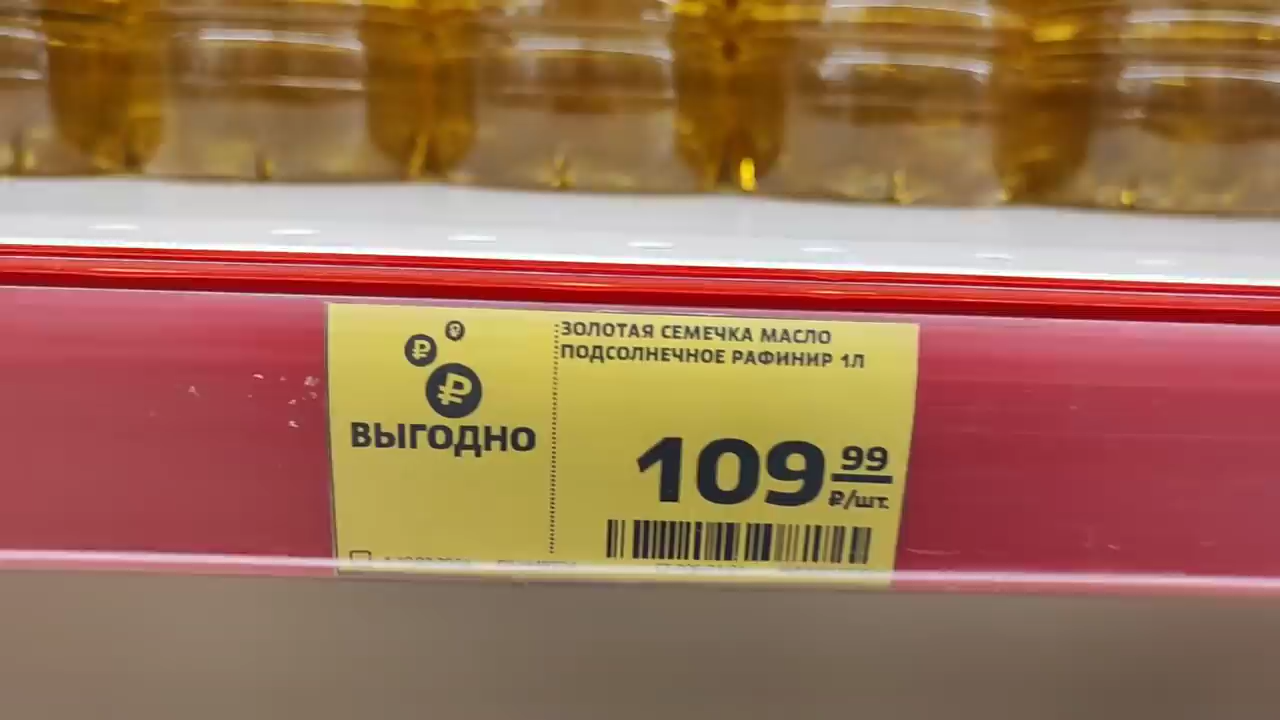 ЗОЛОТАЯ СЕМЕЧКА МАСЛО
ПОДСОЛНЕЧНОЕ РАФИНИР 1Л
ВЫГОДНО
109 99
₽/шт.